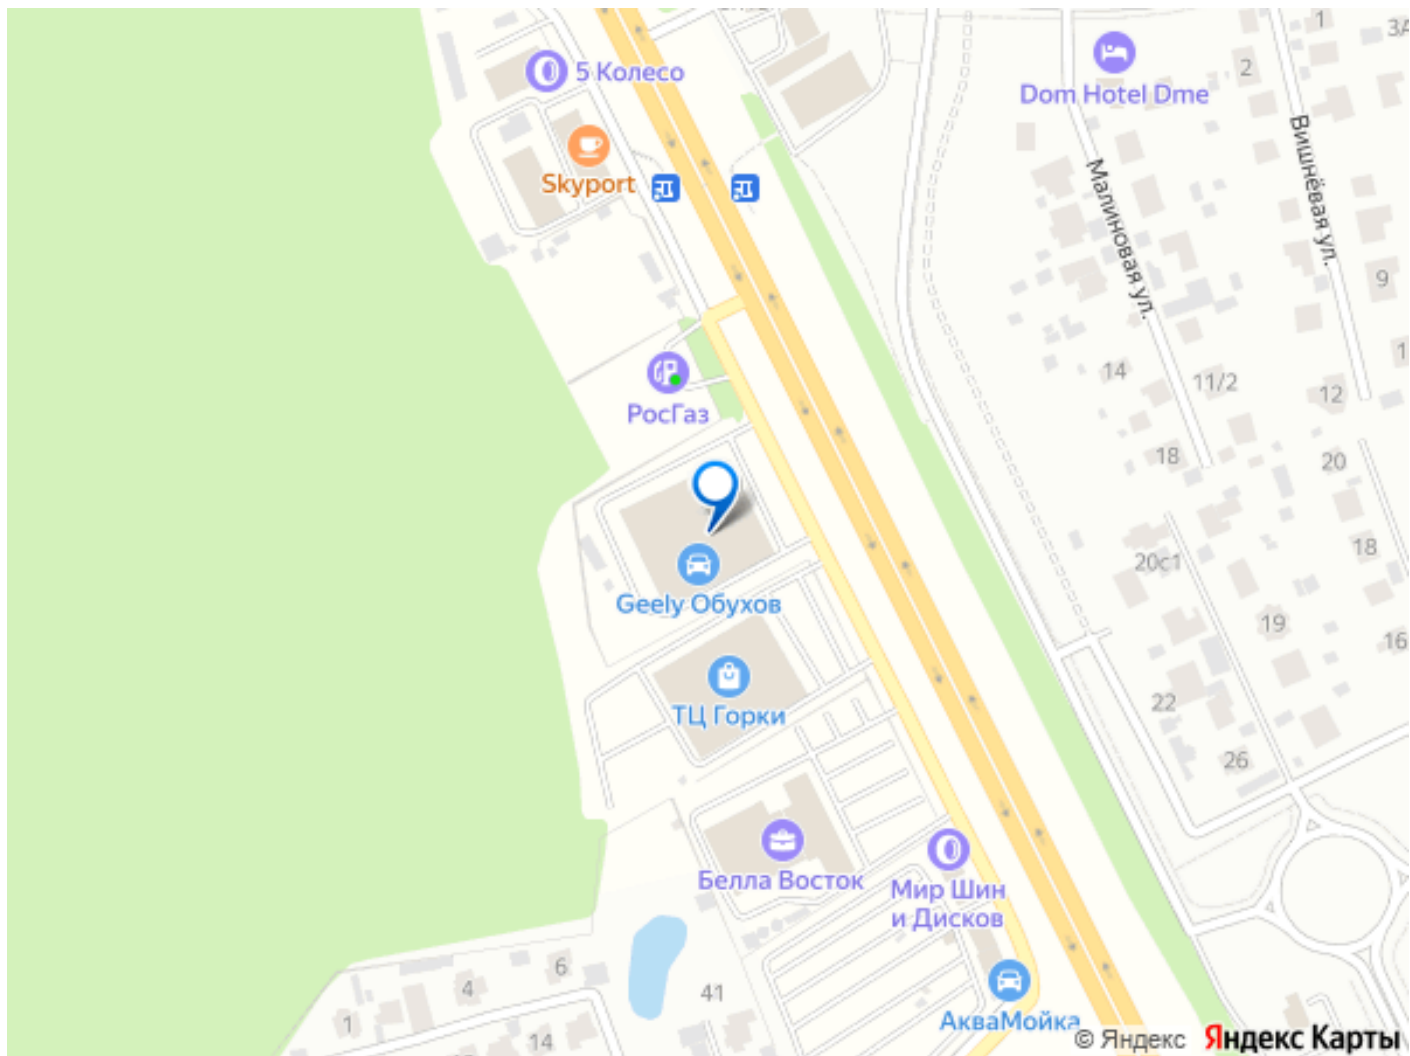 1
3А
5 Колесо
2
Dom Hotel Dme
Вишнёвая ул.
Skyport
Малиновая ул.
9
14
11/2
12
РосГаз
18
20
20с1
18
Geely Обухов
19
16
22
ТЦ Горки
26
Белла Восток
Мир Шин
и Дисков
6
4
41
1
14
АкваМойка
© Яндекс
Яндекс Карты